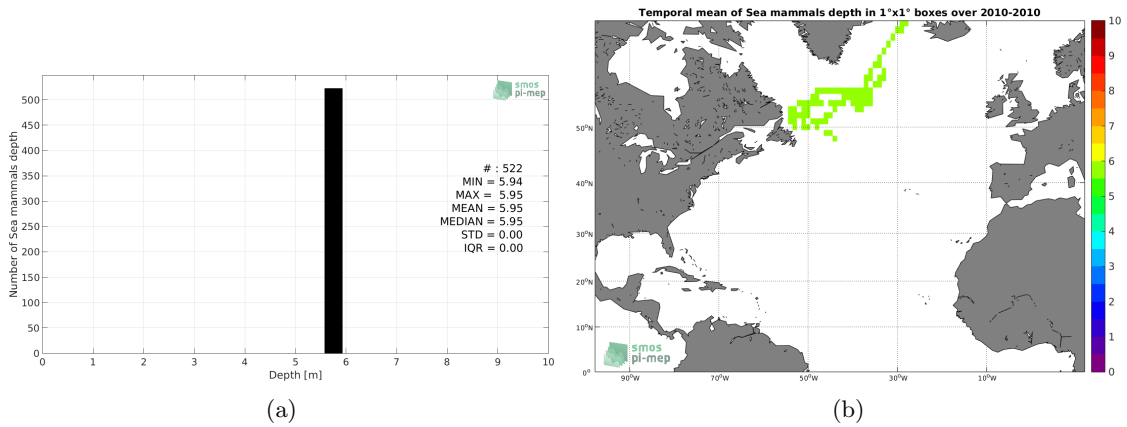 Temporal mean of Sea mammals depth in 1°x1° boxes over 2010-2010
Number of Sea mammals depth
500
450
400
350
300
250
200
150
100
50
0
smos
pi-mep
# : 522
MIN = 5.94
MAX = 5.95
MEAN = 5.95
MEDIAN = 5.95
STD = 0.00
IQR = 0.00
0 1 2 3 4 5 6 7 8 9 10
Depth [m]
50°N
40°N
30°N
20°N
10°N
0°
90°W 70°W 50°W 30°W 10°W
smos
pi-mep
10
9
8
7
6
5
4
3
2
1
0
(a)
(b)